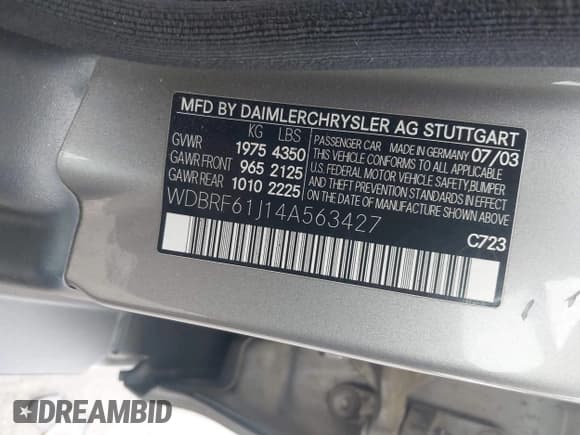 MFD BY DAIMLERCHRYSLER AG STUTTGART
KG LBS
GVWR 1975 4350
GAWR FRONT 965 2125
GAWR REAR 1010 2225
PASSENGER CAR MADE IN GERMANY 07/03
THIS VEHICLE CONFORMS TO ALL APPLICABLE
U.S. FEDERAL MOTOR VEHICLE SAFETY,BUMPER
AND THEFT PREVENTION STANDARDS IN EFFECT
ON THE DATE OF MANUFACTURE SHOWN ABOVE.
WDBRF61J14A563427
C723
DREAMBID